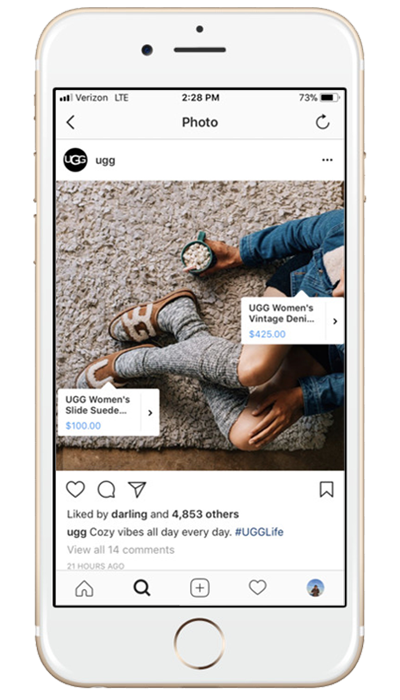 Verizon LTE 2:28 PM 73%
Photo
UGG ugg
UGG Women's
Vintage Deni...
$425.00
UGG Women's
Slide Suede...
$100.00
Liked by darling and 4,853 others
ugg Cozy vibes all day every day. #UGGLife
View all 14 comments
21 HOURS AGO